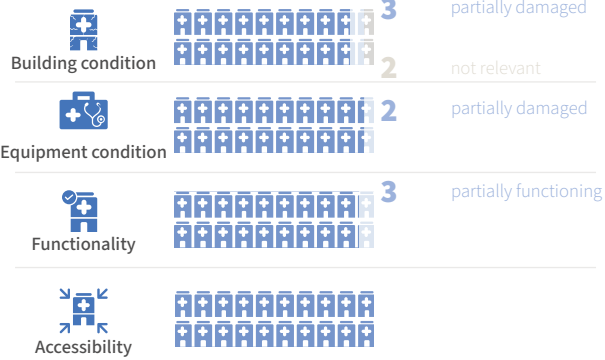 3 partially damaged
Building condition
2 not relevant
2 partially damaged
Equipment condition
3 partially functioning
Functionality
Accessibility